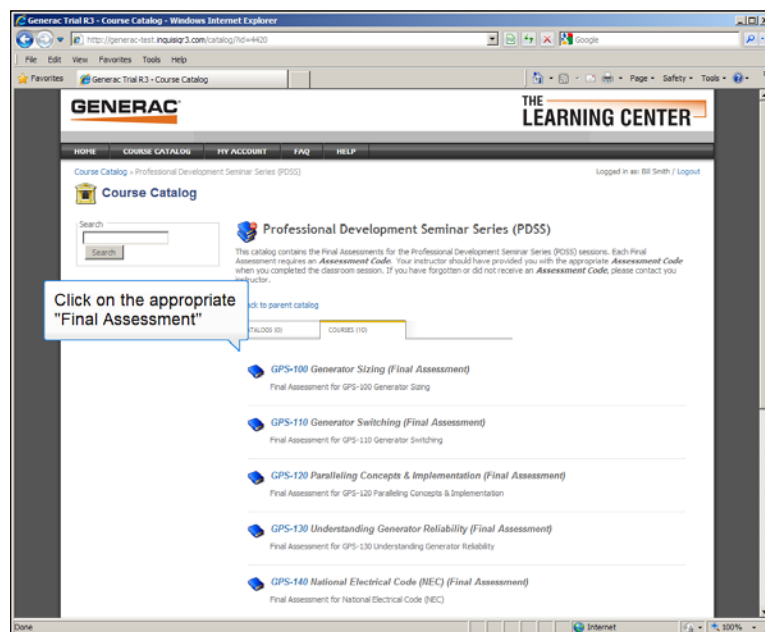 Generac Trial R3 - Course Catalog - Windows Internet Explorer
http://generac-test.inquisiqr3.com/catalog/?id=4420
Google
File Edit View Favorites Tools Help
Favorites
Generac Trial R3 - Course Catalog
Page Safety Tools
GENERAC
THE
LEARNING CENTER
HOME COURSE CATALOG MY ACCOUNT FAQ HELP
Course Catalog » Professional Development Seminar Series (PDSS)
Logged in as: Bill Smith / Logout
Course Catalog
Search
Search
Professional Development Seminar Series (PDSS)
This catalog contains the Final Assessments for the Professional Development Seminar Series (PDSS) sessions. Each Final
Assessment requires an Assessment Code. Your instructor should have provided you with the appropriate Assessment Code
when you completed the classroom session. If you have forgotten or did not receive an Assessment Code, please contact you
instructor.
Click on the appropriate
"Final Assessment"
to parent catalog
COURSES (10)
GPS-100 Generator Sizing (Final Assessment)
Final Assessment for GPS-100 Generator Sizing
GPS-110 Generator Switching (Final Assessment)
Final Assessment for GPS-110 Generator Switching
GPS-120 Paralleling Concepts & Implementation (Final Assessment)
Final Assessment for GPS-120 Paralleling Concepts & Implementation
GPS-130 Understanding Generator Reliability (Final Assessment)
Final Assessment for GPS-130 Understanding Generator Reliability
GPS-140 National Electrical Code (NEC) (Final Assessment)
Final Assessment for National Electrical Code (NEC)
Done
Internet
100%